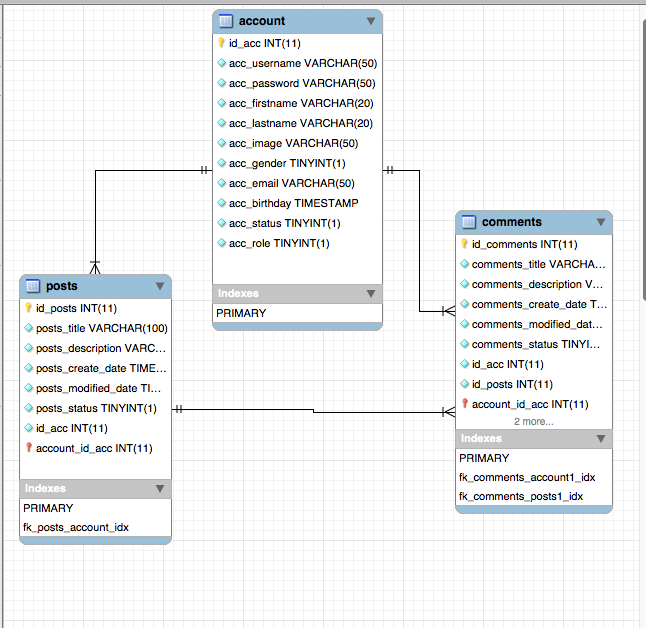 account
id_acc INT(11)
acc_username VARCHAR(50)
acc_password VARCHAR(50)
acc_firstname VARCHAR(20)
acc_lastname VARCHAR(20)
acc_image VARCHAR(50)
acc_gender TINYINT(1)
acc_email VARCHAR(50)
acc_birthday TIMESTAMP
acc_status TINYINT(1)
acc_role TINYINT(1)
Indexes
PRIMARY
posts
id_posts INT(11)
posts_title VARCHAR(100)
posts_description VARC...
posts_create_date TIME...
posts_modified_date TI...
posts_status TINYINT(1)
id_acc INT(11)
account_id_acc INT(11)
Indexes
PRIMARY
fk_posts_account_idx
comments
id_comments INT(11)
comments_title VARCHA...
comments_description V...
comments_create_date T...
comments_modified_dat...
comments_status TINYI...
id_acc INT(11)
id_posts INT(11)
account_id_acc INT(11)
2 more...
Indexes
PRIMARY
fk_comments_account1_idx
fk_comments_posts1_idx